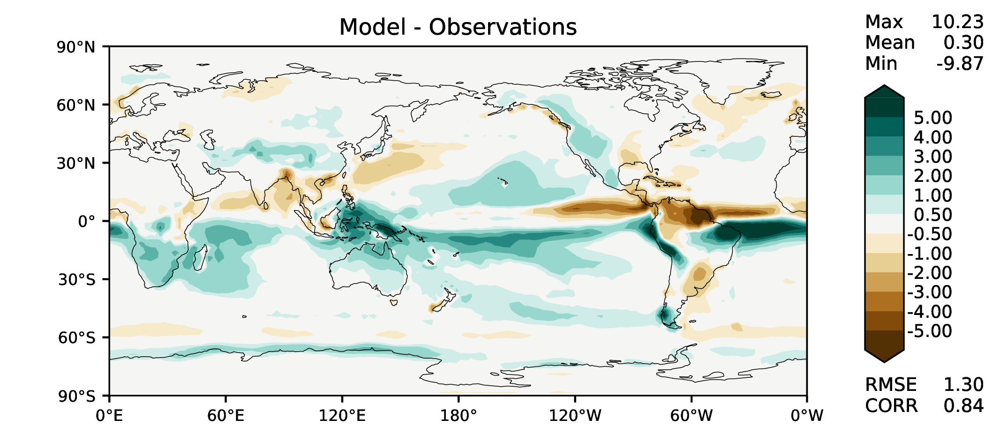 Model - Observations
Max 10.23
Mean 0.30
Min -9.87
90°N
60°N
30°N
0°
30°S
60°S
90°S
0°E 60°E 120°E 180° 120°W 60°W 0°W
5.00
4.00
3.00
2.00
1.00
0.50
-0.50
-1.00
-2.00
-3.00
-4.00
-5.00
RMSE 1.30
CORR 0.84